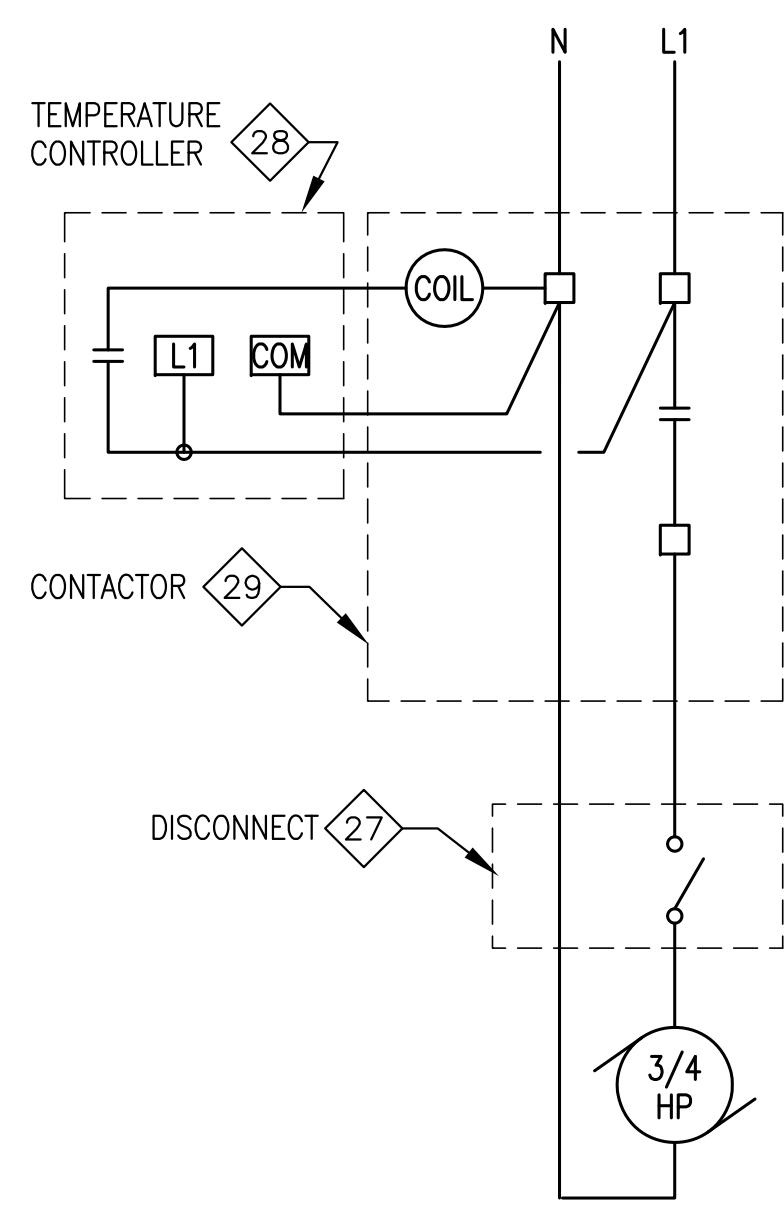 N
L1
TEMPERATURE
CONTROLLER
28
COIL
L1
COM
CONTACTOR
29
DISCONNECT
27
3/4
HP